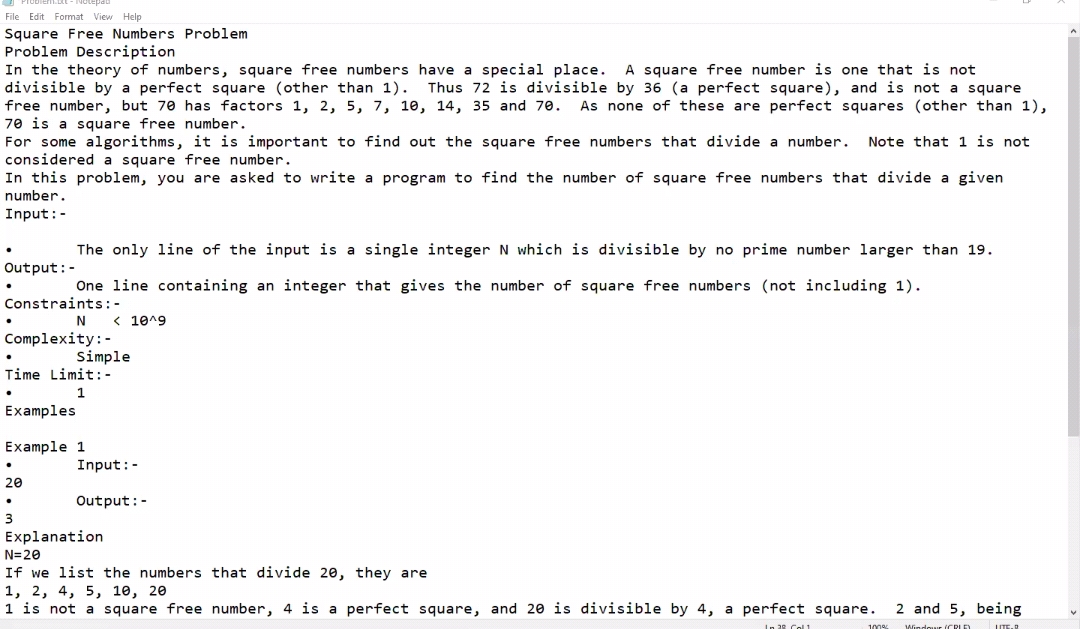 Problem.txt - Notepad
File Edit Format View Help
Square Free Numbers Problem
Problem Description
In the theory of numbers, square free numbers have a special place.  A square free number is one that is not
divisible by a perfect square (other than 1).  Thus 72 is divisible by 36 (a perfect square), and is not a square
free number, but 70 has factors 1, 2, 5, 7, 10, 14, 35 and 70.  As none of these are perfect squares (other than 1),
70 is a square free number.
For some algorithms, it is important to find out the square free numbers that divide a number.  Note that 1 is not
considered a square free number.
In this problem, you are asked to write a program to find the number of square free numbers that divide a given
number.
Input:-
• The only line of the input is a single integer N which is divisible by no prime number larger than 19.
Output:-
• One line containing an integer that gives the number of square free numbers (not including 1).
Constraints:-
• N   < 10^9
Complexity:-
• Simple
Time Limit:-
• 1
Examples
Example 1
• Input:-
20
• Output:-
3
Explanation
N=20
If we list the numbers that divide 20, they are
1, 2, 4, 5, 10, 20
1 is not a square free number, 4 is a perfect square, and 20 is divisible by 4, a perfect square.  2 and 5, being
Ln 38, Col 1 100% Windows (CRLF) UTF-8